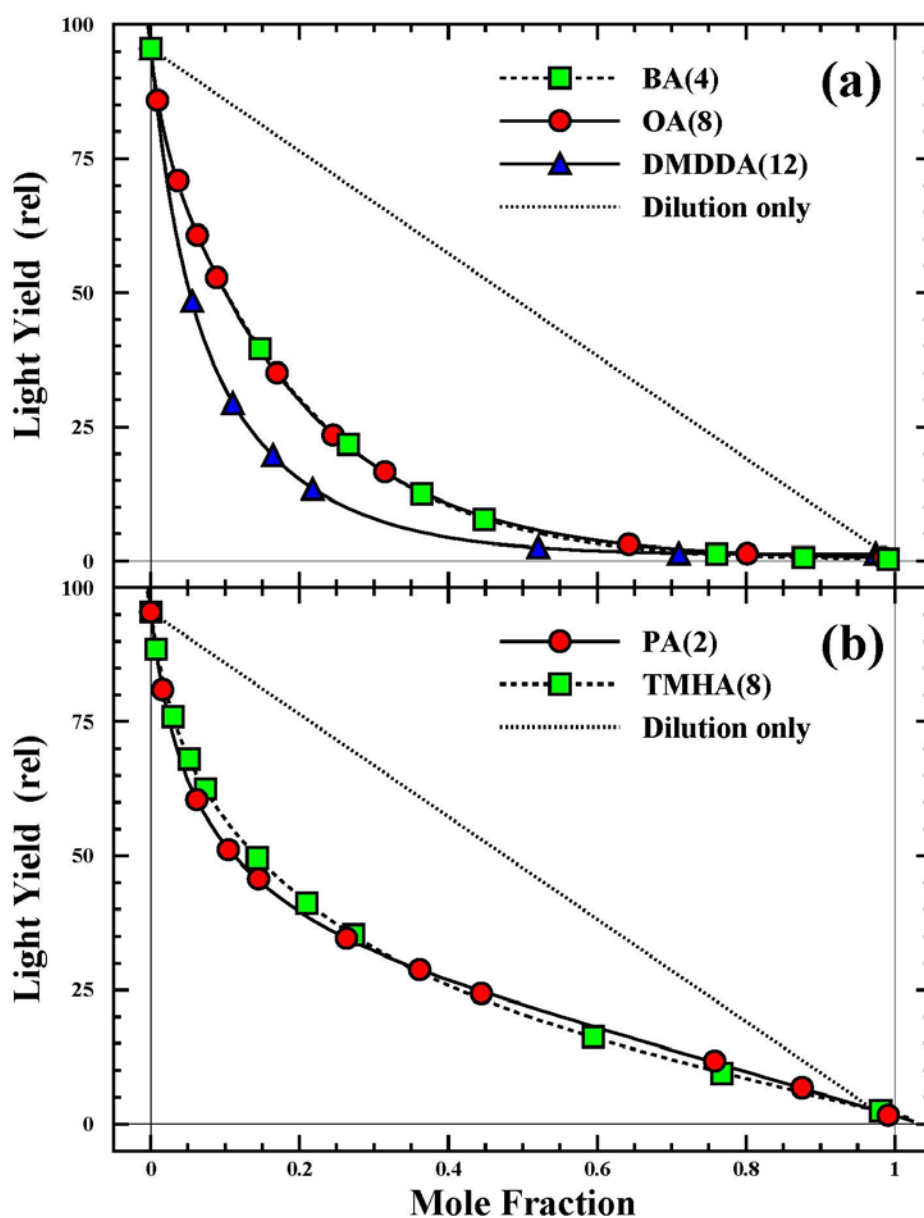 100
75
50
25
0
Light Yield (rel)
(a)
BA(4)
OA(8)
DMDDA(12)
Dilution only
100
75
50
25
0
Light Yield (rel)
(b)
PA(2)
TMHA(8)
Dilution only
0 0.2 0.4 0.6 0.8 1
Mole Fraction